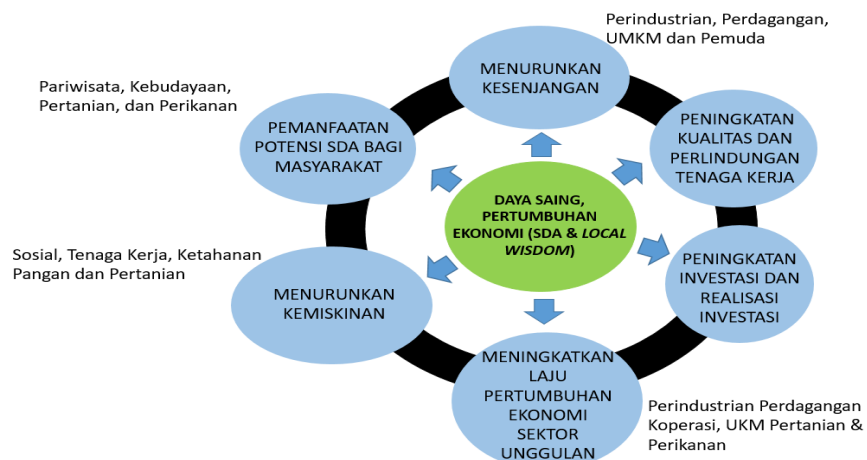 Perindustrian, Perdagangan,
UMKM dan Pemuda
MENURUNKAN
KESENJANGAN
Pariwisata, Kebudayaan,
Pertanian, dan Perikanan
PEMANFAATAN
POTENSI SDA BAGI
MASYARAKAT
PENINGKATAN
KUALITAS DAN
PERLINDUNGAN
TENAGA KERJA
DAYA SAING,
PERTUMBUHAN
EKONOMI (SDA & LOCAL
WISDOM)
Sosial, Tenaga Kerja, Ketahanan
Pangan dan Pertanian
MENURUNKAN
KEMISKINAN
PENINGKATAN
INVESTASI DAN
REALISASI
INVESTASI
MENINGKATKAN
LAJU
PERTUMBUHAN
EKONOMI
SEKTOR
UNGGULAN
Perindustrian Perdagangan
Koperasi, UKM Pertanian &
Perikanan